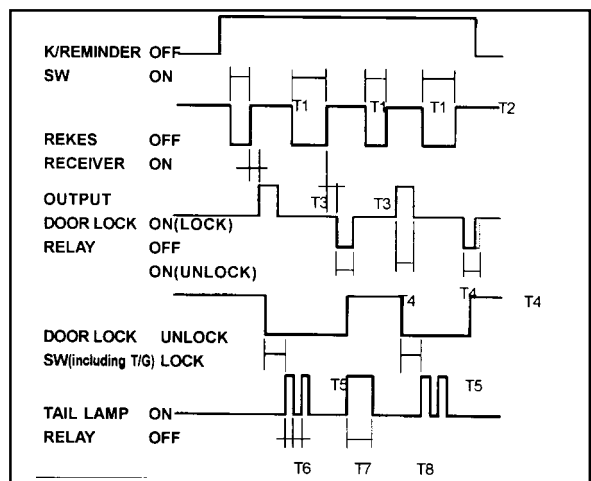 K/REMINDER OFF
SW ON
T1 T1 T1 T2
REKES OFF
RECEIVER ON
OUTPUT T3 T3
DOOR LOCK ON(LOCK)
RELAY OFF
ON(UNLOCK)
T4 T4 T4
DOOR LOCK UNLOCK
SW(including T/G) LOCK
T5 T5
TAIL LAMP ON
RELAY OFF
T6 T7 T8